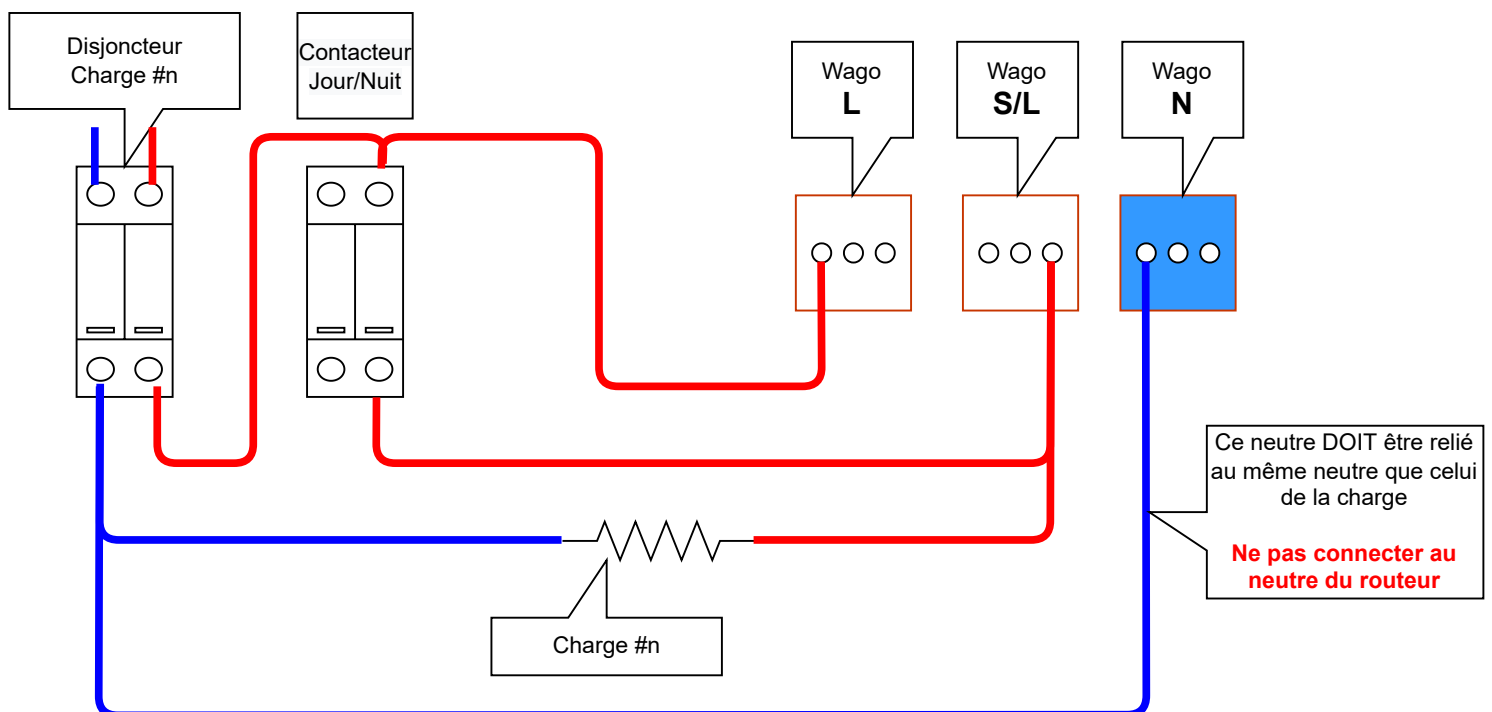 Disjoncteur
Charge #n
Contacteur
Jour/Nuit
Wago
L
Wago
S/L
Wago
N
Ce neutre DOIT être relié
au même neutre que celui
de la charge
Ne pas connecter au
neutre du routeur
Charge #n